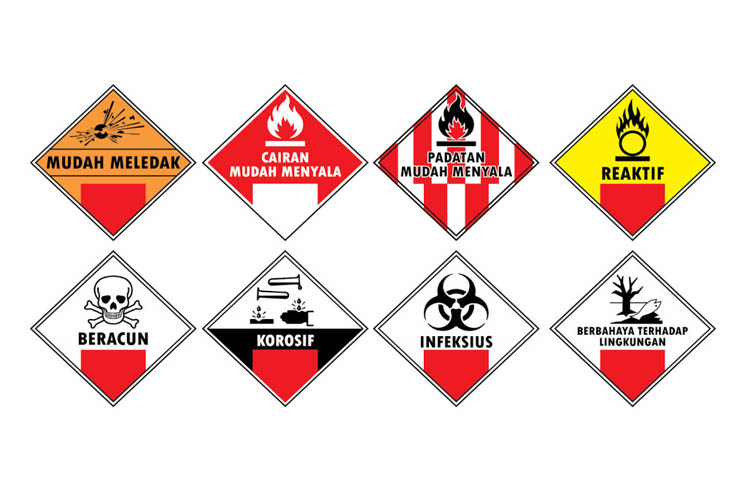 MUDAH MELEDAK
CAIRAN
MUDAH MENYALA
PADATAN
MUDAH MENYALA
REAKTIF
BERACUN
KOROSIF
INFEKSIUS
BERBAHAYA TERHADAP
LINGKUNGAN